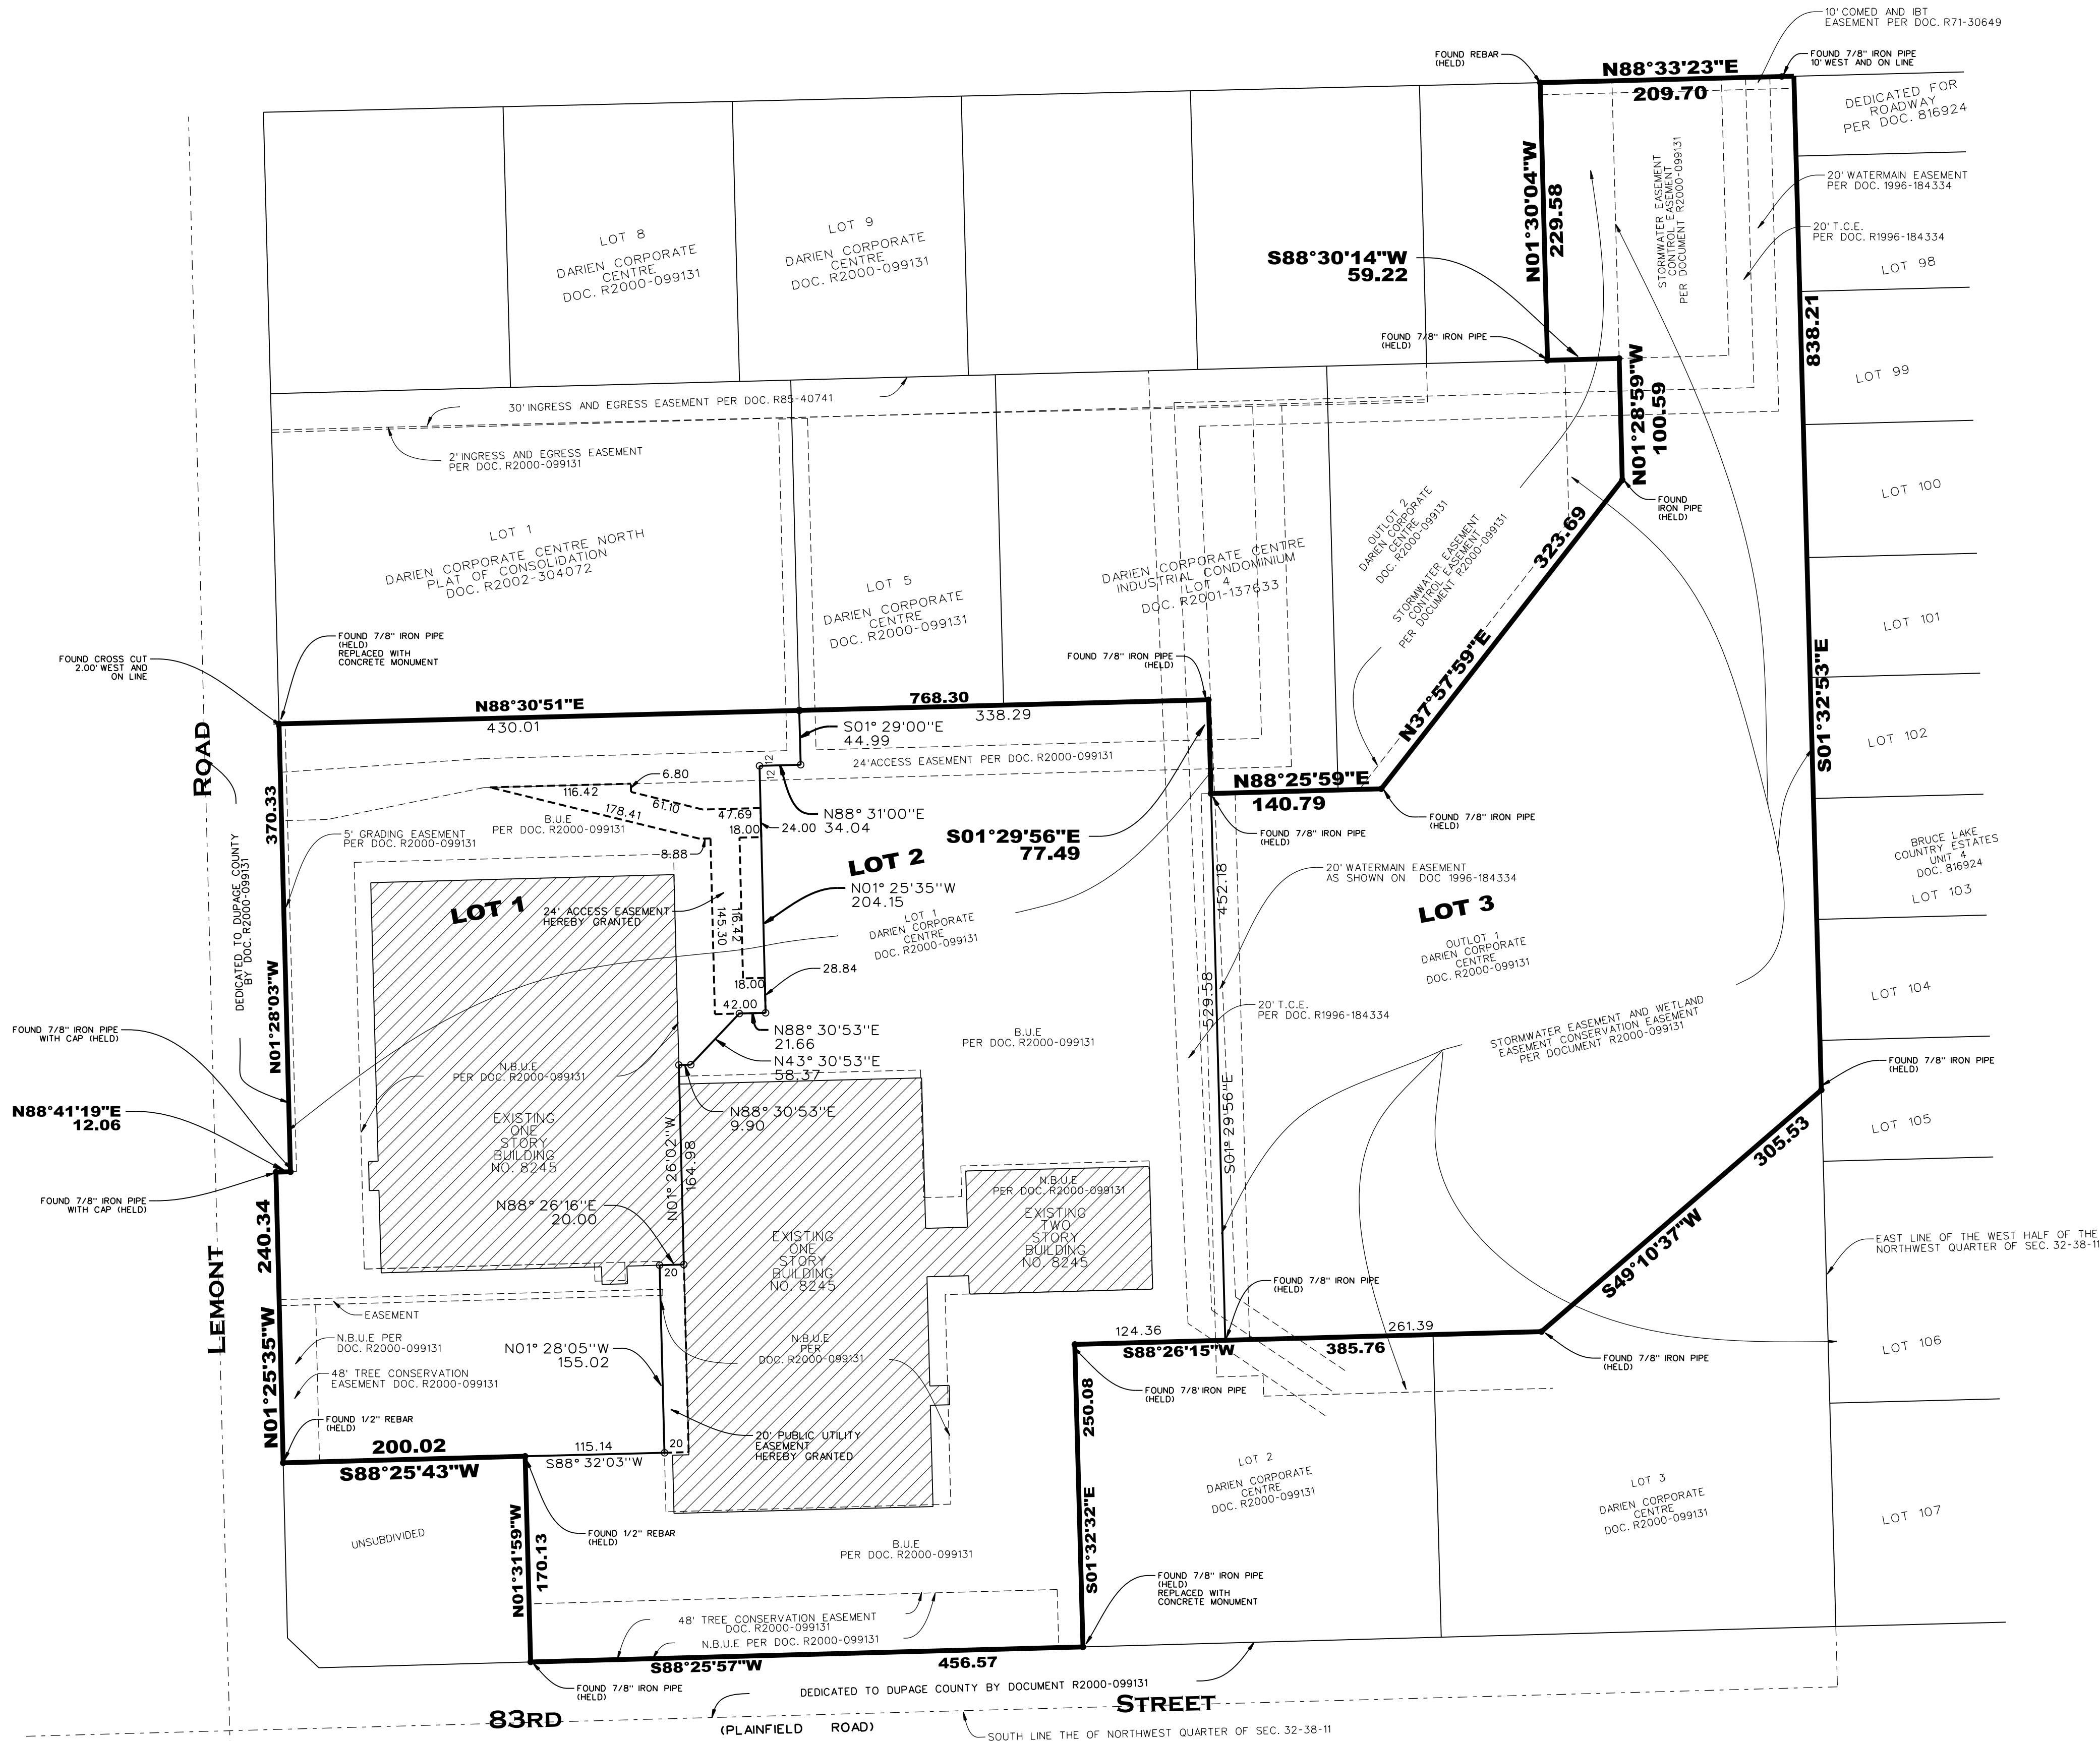 10' COMED AND IBT
EASEMENT PER DOC. R71-30649
FOUND REBAR
(HELD)
N88°33'23"E
209.70
FOUND 7/8" IRON PIPE
10' WEST AND ON LINE
DEDICATED FOR
ROADWAY
PER DOC. 816924
N01°30'04"W
229.58
STORMWATER EASEMENT
CONTROL EASEMENT
PER DOCUMENT R2000-099131
20' WATERMAIN EASEMENT
PER DOC. 1996-184334
20' T.C.E.
PER DOC. R1996-184334
LOT 98
LOT 8
DARIEN CORPORATE
CENTRE
DOC. R2000-099131
LOT 9
DARIEN CORPORATE
CENTRE
DOC. R2000-099131
S88°30'14"W
59.22
FOUND 7/8" IRON PIPE
(HELD)
838.21
N01°28'59"W
100.59
LOT 99
30' INGRESS AND EGRESS EASEMENT PER DOC. R85-40741
2' INGRESS AND EGRESS EASEMENT
PER DOC. R2000-099131
FOUND
IRON PIPE
(HELD)
LOT 100
LOT 1
DARIEN CORPORATE CENTRE NORTH
PLAT OF CONSOLIDATION
DOC. R2002-304072
LOT 5
DARIEN CORPORATE
CENTRE
DOC. R2000-099131
DARIEN CORPORATE CENTRE
INDUSTRIAL CONDOMINIUM
LOT 4
DOC. R2001-137633
OUTLOT 2
DARIEN CORPORATE
CENTRE
DOC. R2000-099131
STORMWATER EASEMENT
CONTROL EASEMENT
PER DOCUMENT R2000-099131
323.69
N37°57'59"E
LOT 101
S01°32'53"E
FOUND CROSS CUT
2.00' WEST AND
ON LINE
FOUND 7/8" IRON PIPE
(HELD)
REPLACED WITH
CONCRETE MONUMENT
FOUND 7/8" IRON PIPE
(HELD)
N88°30'51"E
768.30
430.01
338.29
S01° 29'00''E
44.99
LOT 102
ROAD
24'ACCESS EASEMENT PER DOC. R2000-099131
12
12
6.80
116.42
61.10
178.41
47.69
18.00
24.00
N88° 31'00''E
34.04
8.88
B.U.E
PER DOC. R2000-099131
N88°25'59"E
140.79
FOUND 7/8" IRON PIPE
(HELD)
FOUND 7/8" IRON PIPE
(HELD)
S01°29'56"E
77.49
370.33
5' GRADING EASEMENT
PER DOC. R2000-099131
BRUCE LAKE
COUNTRY ESTATES
UNIT 4
DOC. 816924
LOT 103
LOT 1
LOT 2
LOT 3
24' ACCESS EASEMENT
HEREBY GRANTED
145.30
116.42
N01° 25'35''W
204.15
LOT 1
DARIEN CORPORATE
CENTRE
DOC. R2000-099131
452.18
20' WATERMAIN EASEMENT
AS SHOWN ON DOC 1996-184334
OUTLOT 1
DARIEN CORPORATE
CENTRE
DOC. R2000-099131
DEDICATED TO DUPAGE COUNTY
BY DOC. R2000-099131
N01°28'03"W
28.84
18.00
42.00
LOT 104
529.58
20' T.C.E.
PER DOC. R1996-184334
STORMWATER EASEMENT AND WETLAND
EASEMENT CONSERVATION EASEMENT
PER DOCUMENT R2000-099131
FOUND 7/8" IRON PIPE
WITH CAP (HELD)
N88° 30'53''E
21.66
N43° 30'53''E
58.37
B.U.E
PER DOC. R2000-099131
FOUND 7/8" IRON PIPE
(HELD)
N.B.U.E
PER DOC. R2000-099131
N88°41'19"E
12.06
N88° 30'53''E
9.90
EXISTING
ONE
STORY
BUILDING
NO. 8245
N01° 26'02''W
164.98
S01° 29'56''E
305.53
LOT 105
N.B.U.E
PER DOC. R2000-099131
EXISTING
TWO
STORY
BUILDING
NO. 8245
FOUND 7/8" IRON PIPE
WITH CAP (HELD)
N88° 26'16''E
20.00
EXISTING
ONE
STORY
BUILDING
NO. 8245
240.34
20
S49°10'37"W
EAST LINE OF THE WEST HALF OF THE
NORTHWEST QUARTER OF SEC. 32-38-11
LEMONT
EASEMENT
FOUND 7/8" IRON PIPE
(HELD)
N.B.U.E PER
DOC. R2000-099131
48' TREE CONSERVATION
EASEMENT DOC. R2000-099131
N01° 28'05''W
155.02
N.B.U.E
PER
DOC. R2000-099131
124.36
S88°26'15"W
385.76
261.39
FOUND 7/8" IRON PIPE
(HELD)
LOT 106
N01°25'35"W
FOUND 1/2" REBAR
(HELD)
250.08
FOUND 7/8' IRON PIPE
(HELD)
200.02
S88°25'43"W
115.14
S88° 32'03''W
20
20' PUBLIC UTILITY
EASEMENT
HEREBY GRANTED
LOT 2
DARIEN CORPORATE
CENTRE
DOC. R2000-099131
LOT 3
DARIEN CORPORATE
CENTRE
DOC. R2000-099131
LOT 107
UNSUBDIVIDED
N01°31'59"W
170.13
FOUND 1/2" REBAR
(HELD)
B.U.E
PER DOC. R2000-099131
S01°32'32"E
FOUND 7/8" IRON PIPE
(HELD)
REPLACED WITH
CONCRETE MONUMENT
48' TREE CONSERVATION EASEMENT
DOC. R2000-099131
N.B.U.E PER DOC. R2000-099131
S88°25'57"W
456.57
FOUND 7/8" IRON PIPE
(HELD)
DEDICATED TO DUPAGE COUNTY BY DOCUMENT R2000-099131
83RD
STREET
(PLAINFIELD ROAD)
SOUTH LINE THE OF NORTHWEST QUARTER OF SEC. 32-38-11